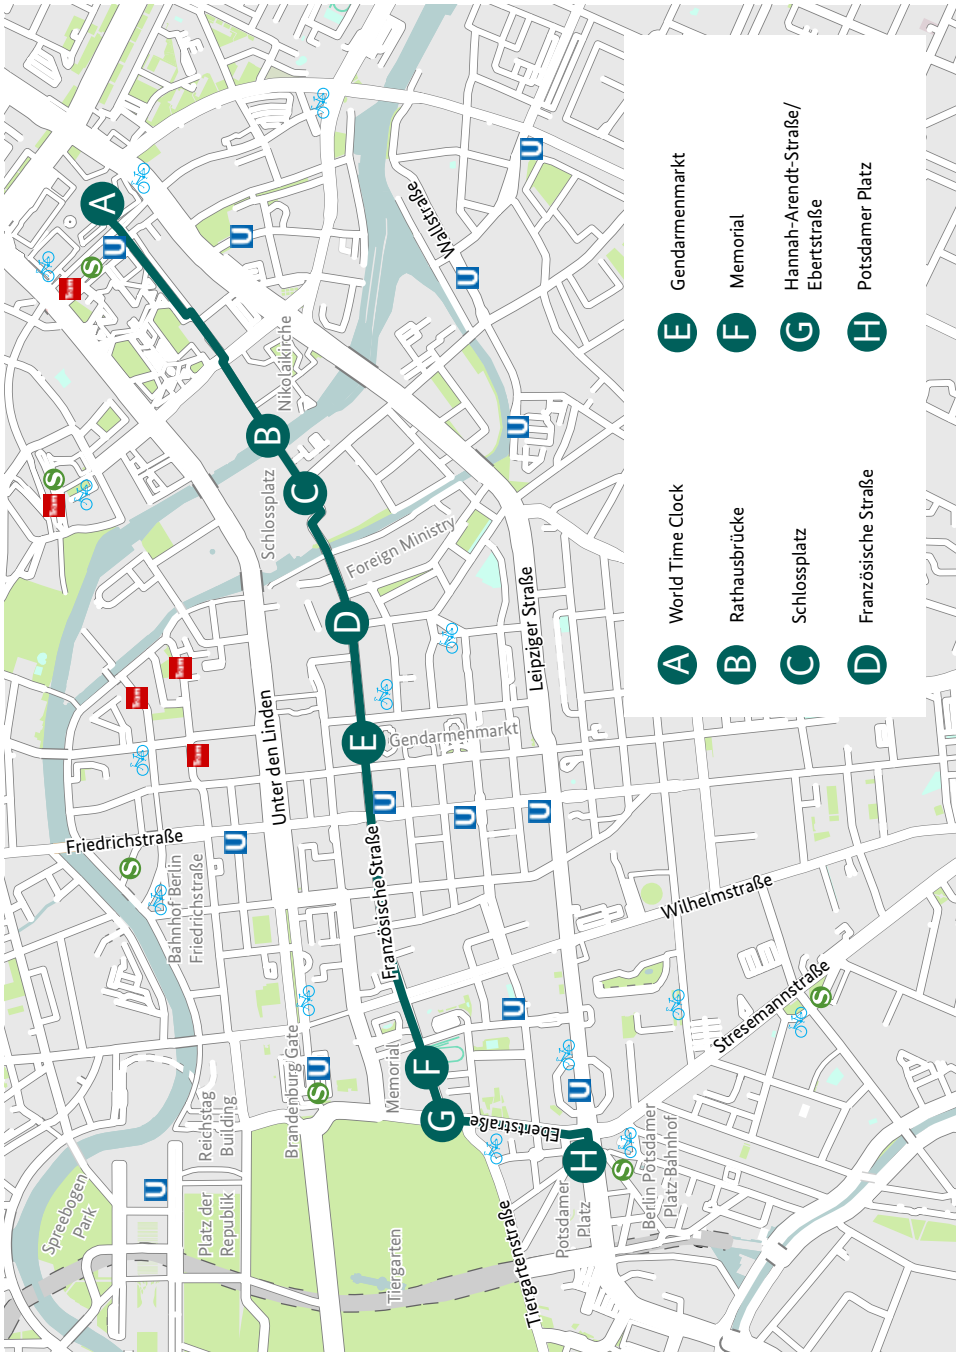 A
B
C
D
E
F
G
H
U
S
Tram
Wallstraße
Nikolaikirche
Schlossplatz
Foreign Ministry
Leipziger Straße
Unter den Linden
Gendarmenmarkt
Friedrichstraße
Bahnhof Berlin
Friedrichstraße
Französische Straße
Wilhelmstraße
Stresemannstraße
Brandenburg Gate
Memorial
Reichstag
Building
Ebertstraße
Berlin Potsdamer
Platz Bahnhof
Potsdamer
Platz
Spreebogen
Park
Platz der
Republik
Tiergarten
Tiergartenstraße
A World Time Clock
B Rathausbrücke
C Schlossplatz
D Französische Straße
E Gendarmenmarkt
F Memorial
G Hannah-Arendt-Straße/
Ebertstraße
H Potsdamer Platz